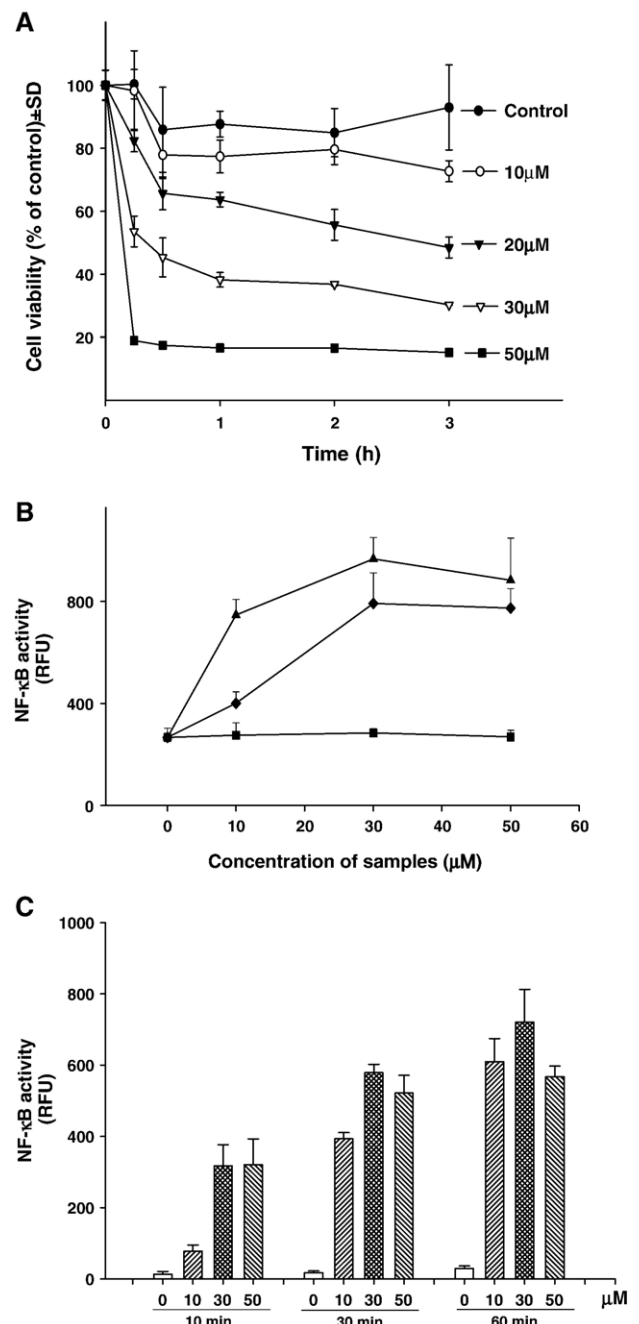 A
Cell viability (% of control)±SD
100
80
60
40
20
0 1 2 3
Time (h)
Control
10μM
20μM
30μM
50μM
B
NF-κB activity
(RFU)
800
400
0
0 10 20 30 40 50 60
Concentration of samples (μM)
C
NF-κB activity
(RFU)
1000
800
600
400
200
0
0 10 30 50 0 10 30 50 0 10 30 50 μM
10 min 30 min 60 min